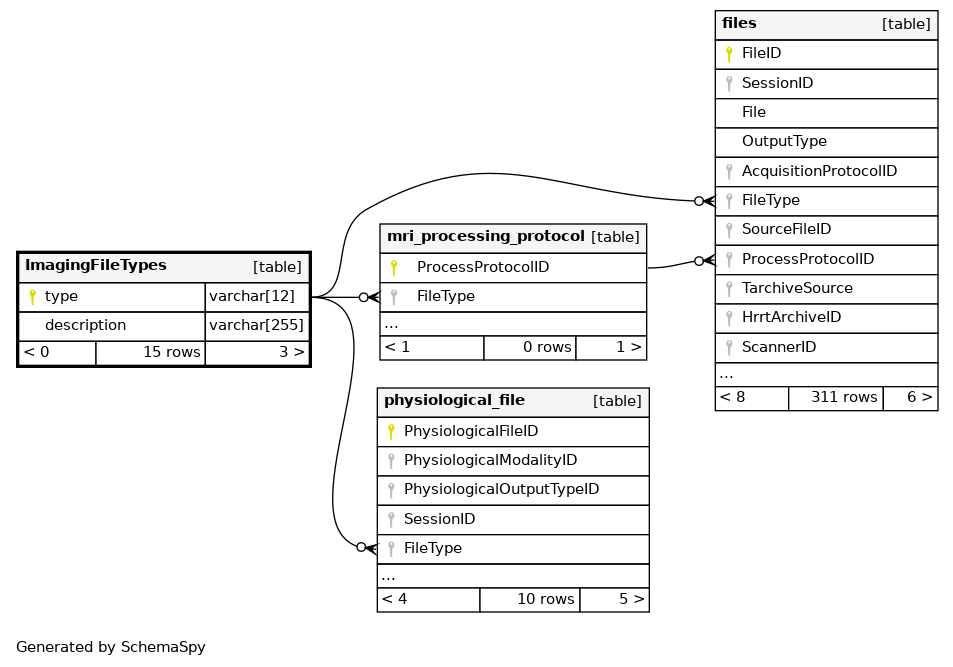 files [table]
FileID
SessionID
File
OutputType
AcquisitionProtocolID
FileType
SourceFileID
ProcessProtocolID
TarchiveSource
HrrtArchiveID
ScannerID
...
< 8 311 rows 6 >
mri_processing_protocol [table]
ProcessProtocolID
FileType
...
< 1 0 rows 1 >
ImagingFileTypes [table]
type varchar[12]
description varchar[255]
< 0 15 rows 3 >
physiological_file [table]
PhysiologicalFileID
PhysiologicalModalityID
PhysiologicalOutputTypeID
SessionID
FileType
...
< 4 10 rows 5 >
Generated by SchemaSpy